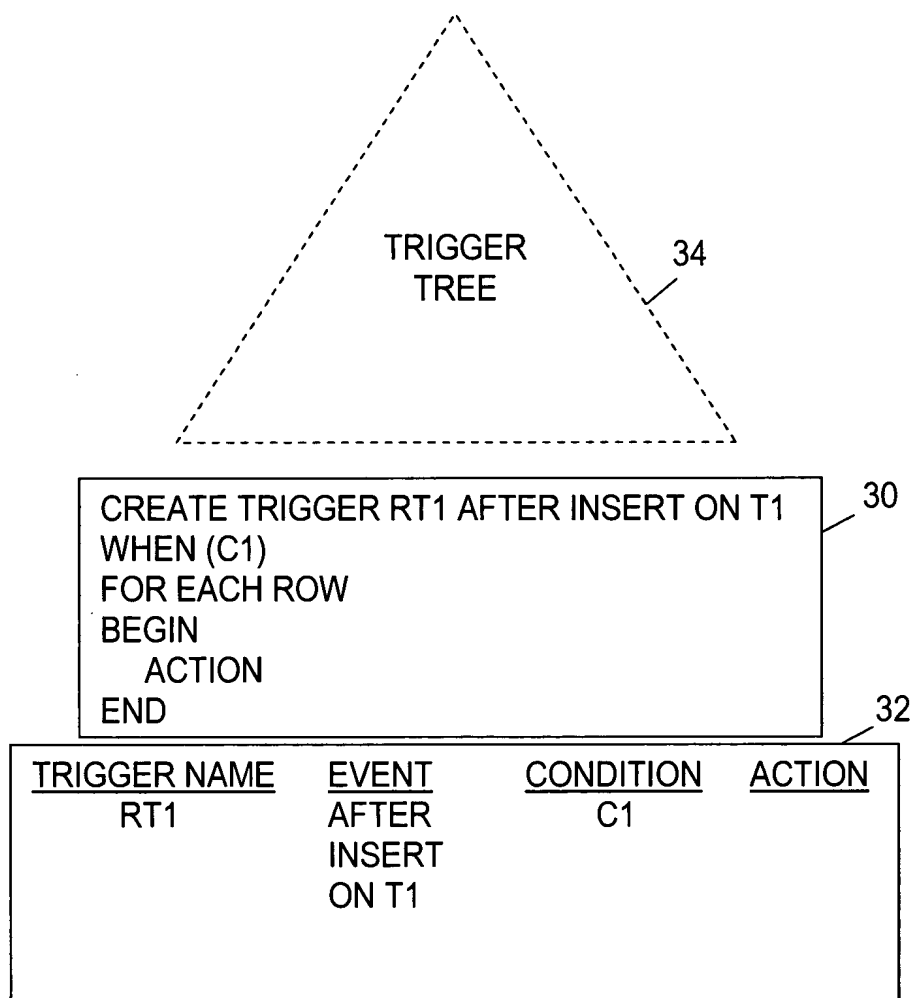 TRIGGER
TREE
34
CREATE TRIGGER RT1 AFTER INSERT ON T1
WHEN (C1)
FOR EACH ROW
BEGIN
ACTION
END
30
32
TRIGGER NAME EVENT CONDITION ACTION
RT1 AFTER C1
INSERT
ON T1